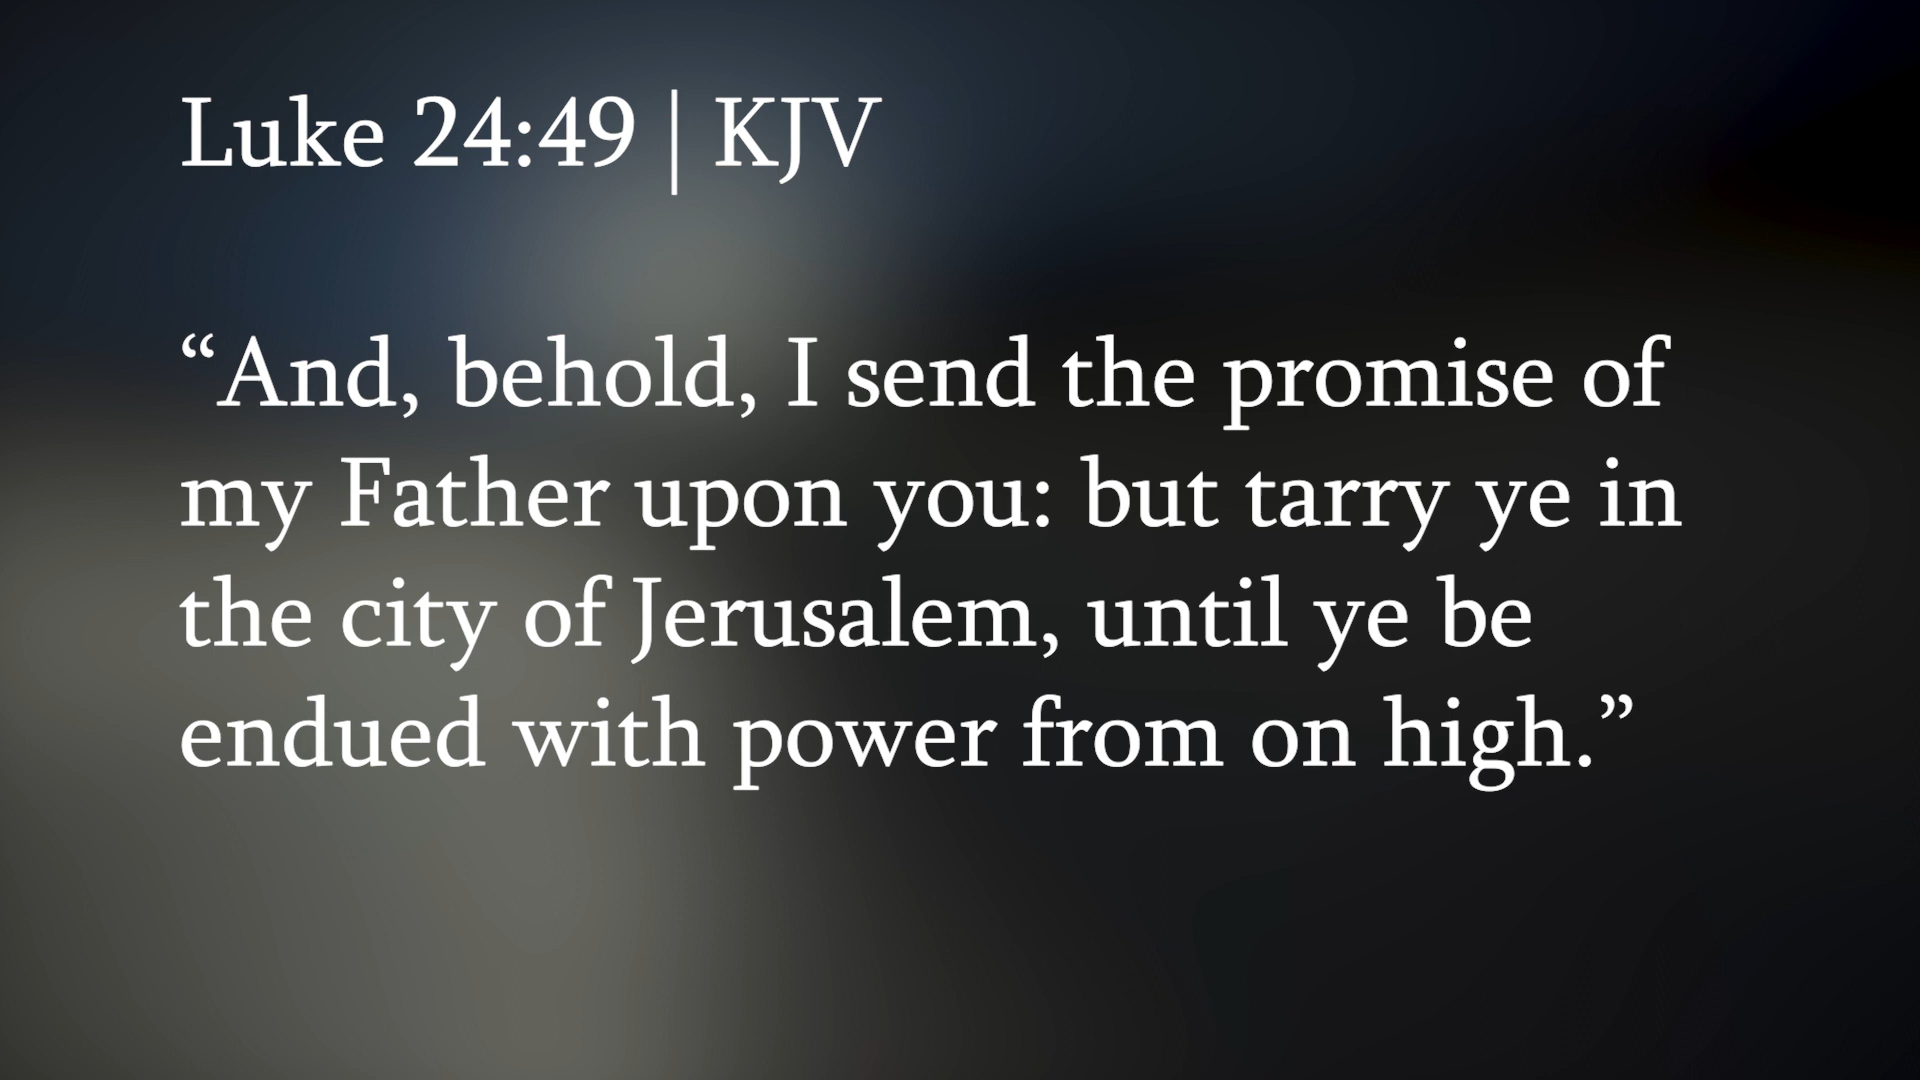 Luke 24:49 | KJV
“And, behold, I send the promise of
my Father upon you: but tarry ye in
the city of Jerusalem, until ye be
endued with power from on high.”